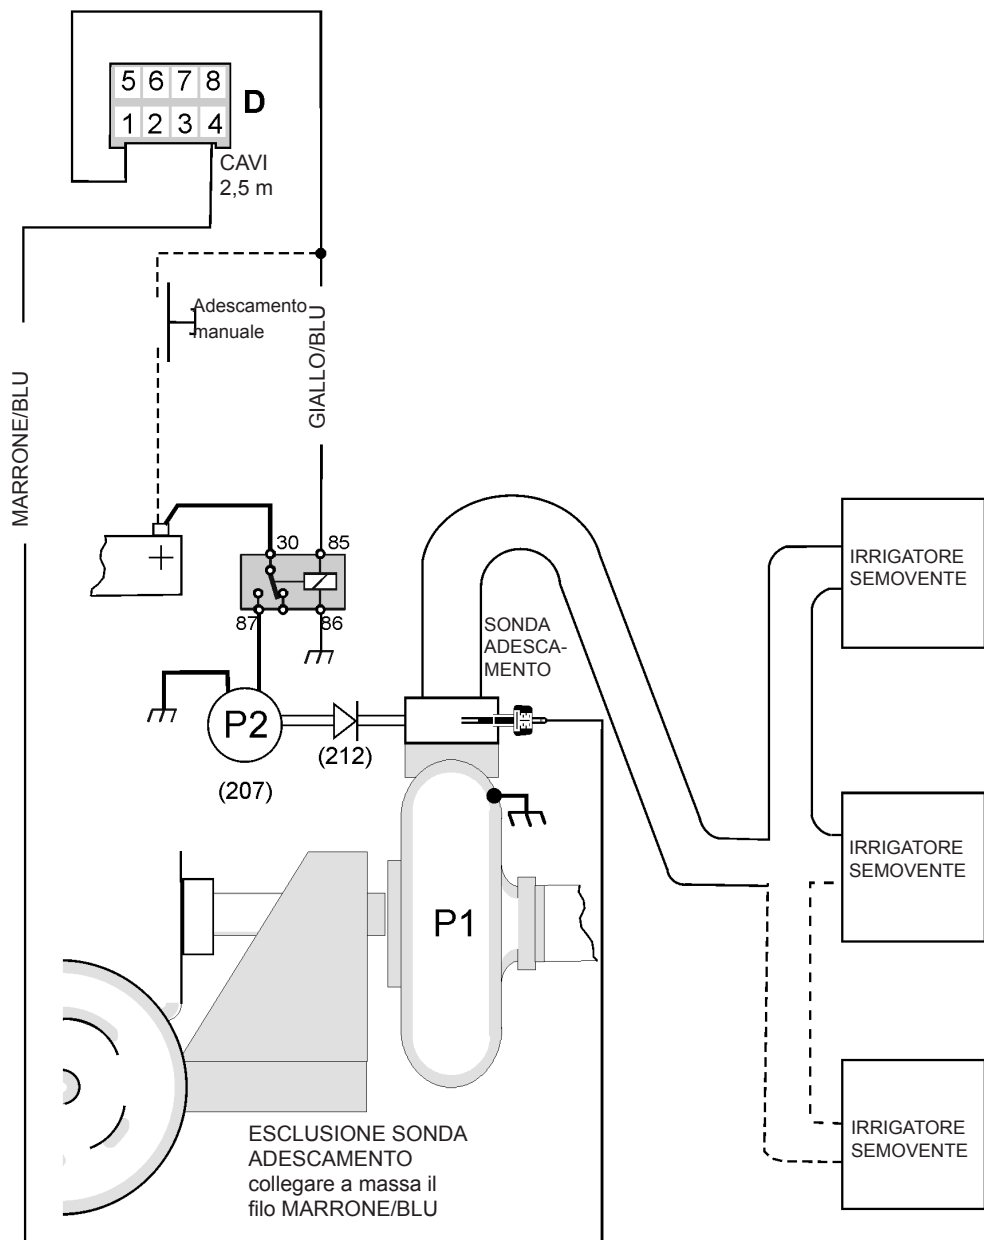 5 6 7 8
D
1 2 3 4
CAVI
2,5 m
Adescamento
manuale
GIALLO/BLU
MARRONE/BLU
30
85
+
87
86
IRRIGATORE
SEMOVENTE
SONDA
ADESCA-
MENTO
P2
(212)
(207)
IRRIGATORE
SEMOVENTE
P1
IRRIGATORE
SEMOVENTE
ESCLUSIONE SONDA
ADESCAMENTO
collegare a massa il
filo MARRONE/BLU